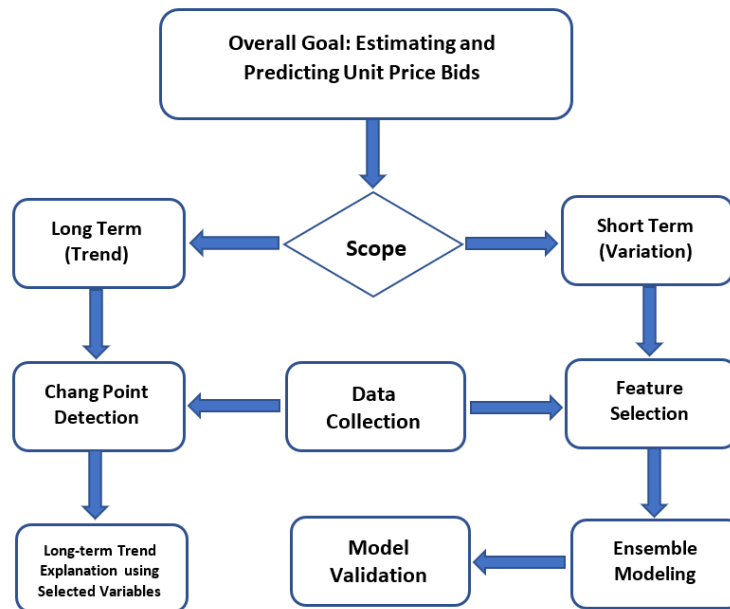 Overall Goal: Estimating and
Predicting Unit Price Bids
Long Term
(Trend)
Scope
Short Term
(Variation)
Chang Point
Detection
Data
Collection
Feature
Selection
Long-term Trend
Explanation using
Selected Variables
Model
Validation
Ensemble
Modeling